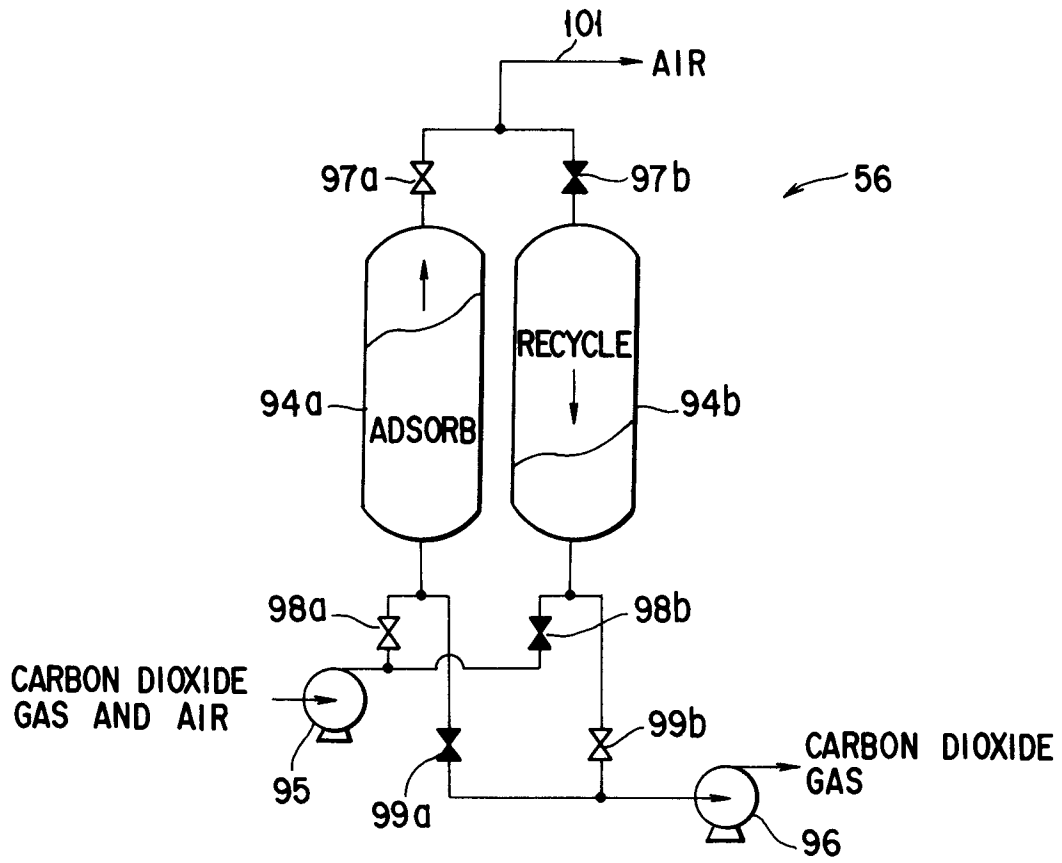 101
AIR
97a
97b
56
RECYCLE
94a
ADSORB
94b
98a
98b
CARBON DIOXIDE
GAS AND AIR
95
99a
99b
CARBON DIOXIDE
GAS
96